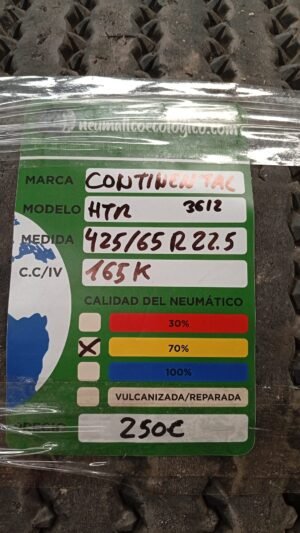 neumaticoecologico.com
MARCA CONTINENTAL
MODELO HTR 3612
MEDIDA 425/65 R 22.5
C.C/IV 165K
CALIDAD DEL NEUMÁTICO
30%
X 70%
100%
VULCANIZADA/REPARADA
PRECIO 250€